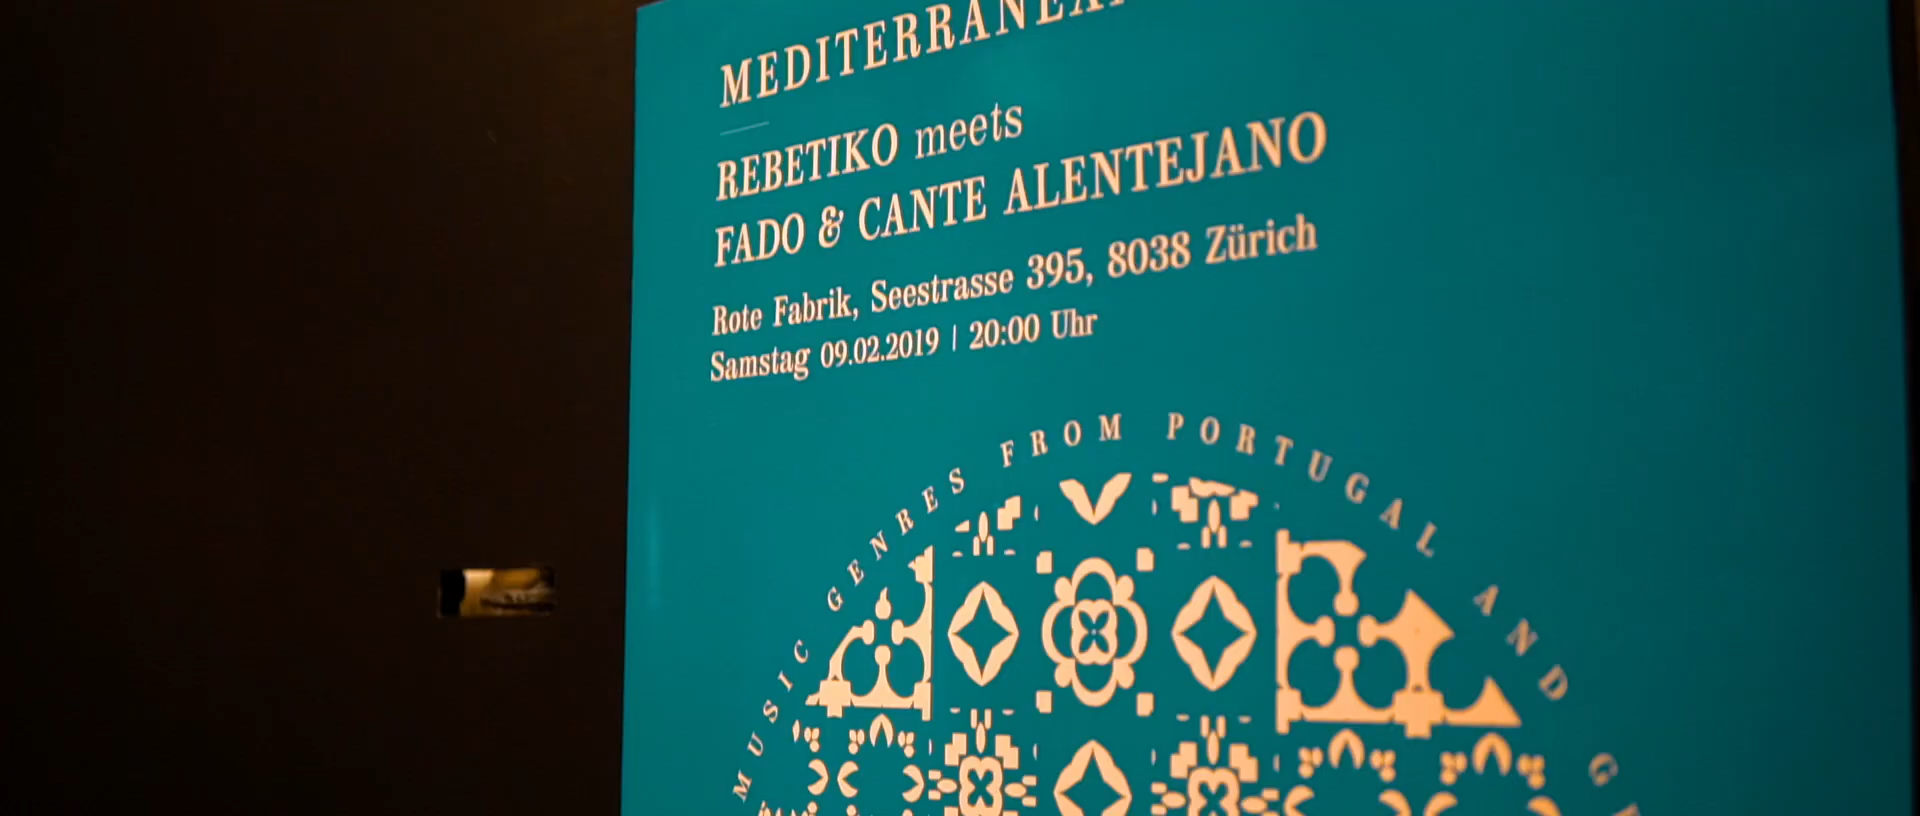 REBETIKO meets
FADO & CANTE ALENTEJANO
Rote Fabrik, Seestrasse 395, 8038 Zürich
Samstag 09.02.2019 | 20:00 Uhr
MUSIC GENRES FROM PORTUGAL AND